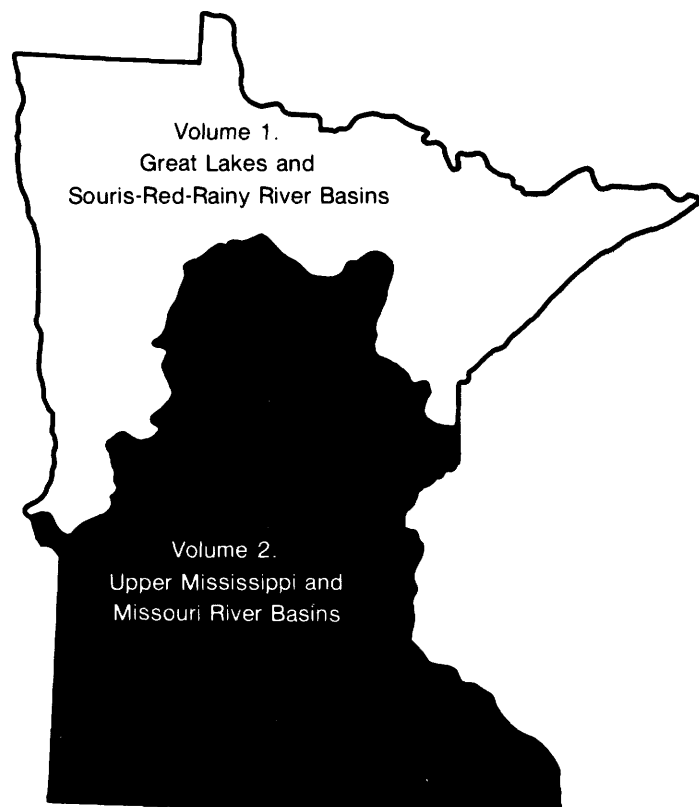 Volume 1.
Great Lakes and
Souris-Red-Rainy River Basins
Volume 2.
Upper Mississippi and
Missouri River Basins